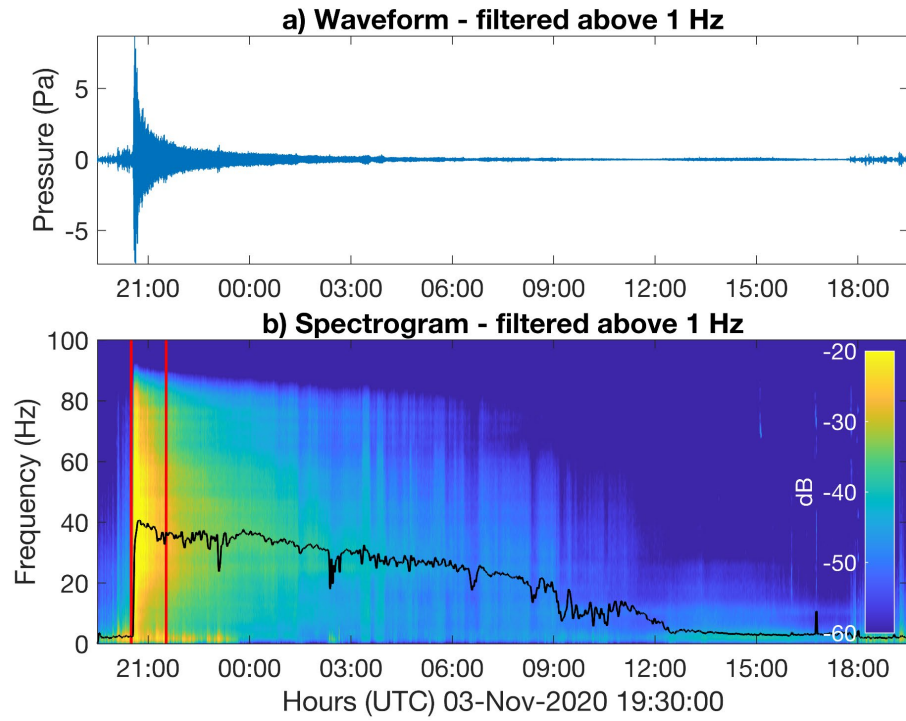 a) Waveform - filtered above 1 Hz
Pressure (Pa)
5
0
-5
21:00 00:00 03:00 06:00 09:00 12:00 15:00 18:00
b) Spectrogram - filtered above 1 Hz
Frequency (Hz)
100
80
60
40
20
0
dB
-20
-30
-40
-50
-60
21:00 00:00 03:00 06:00 09:00 12:00 15:00 18:00
Hours (UTC) 03-Nov-2020 19:30:00